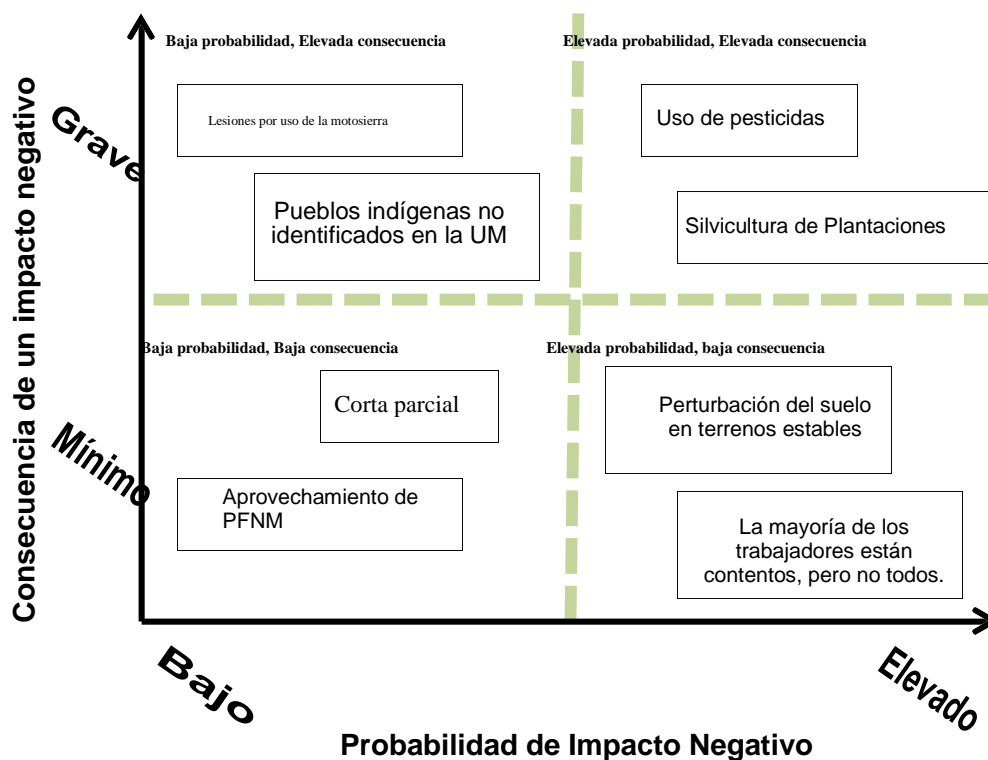 Consecuencia de un impacto negativo
Grave
Mínimo
Baja probabilidad, Elevada consecuencia
Lesiones por uso de la motosierra
Pueblos indígenas no
identificados en la UM
Elevada probabilidad, Elevada consecuencia
Uso de pesticidas
Silvicultura de Plantaciones
Baja probabilidad, Baja consecuencia
Corta parcial
Aprovechamiento de
PFNM
Elevada probabilidad, baja consecuencia
Perturbación del suelo
en terrenos estables
La mayoría de los
trabajadores están
contentos, pero no todos.
Bajo
Elevado
Probabilidad de Impacto Negativo